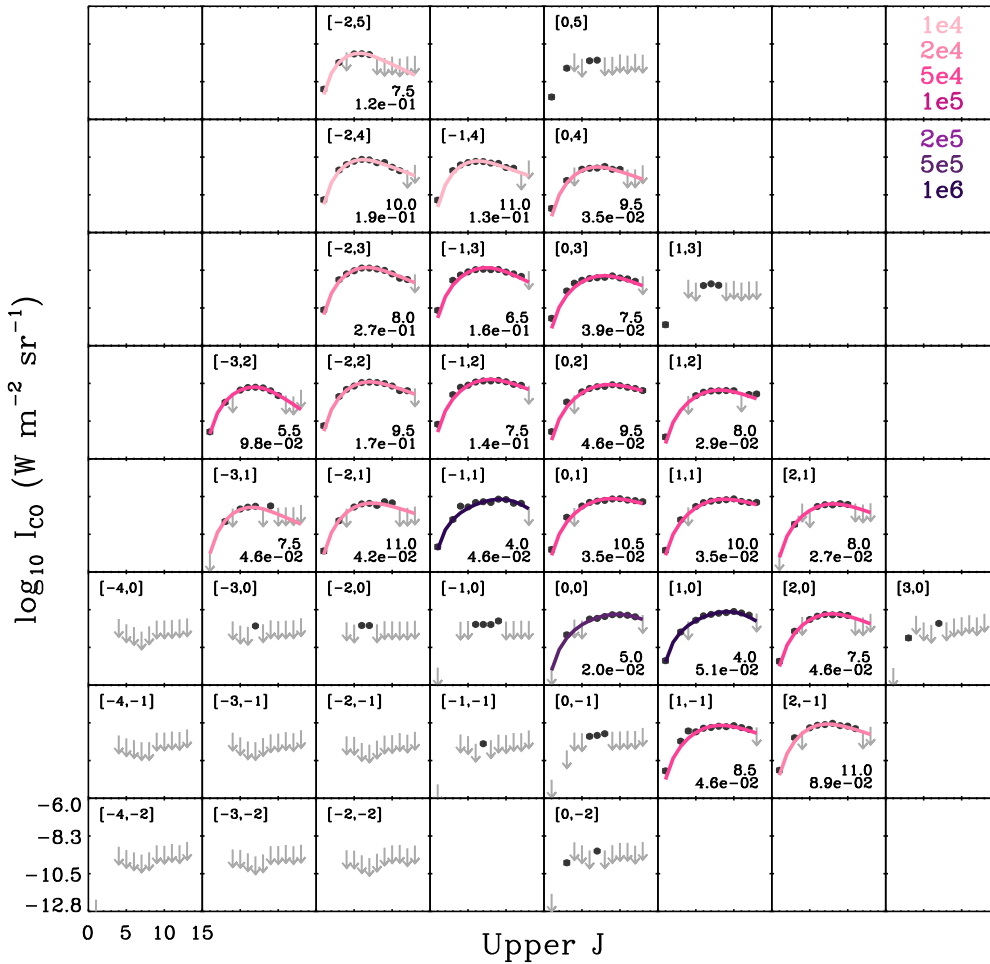 [-2,5] [0,5] 1e4
2e4
5e4
7.5 1e5
1.2e-01
[-2,4] [-1,4] [0,4] 2e5
5e5
1e6
10.0 11.0 9.5
1.9e-01 1.3e-01 3.5e-02
[-2,3] [-1,3] [0,3] [1,3]
8.0 6.5 7.5
2.7e-01 1.6e-01 3.9e-02
[-3,2] [-2,2] [-1,2] [0,2] [1,2]
5.5 9.5 7.5 9.5 8.0
9.8e-02 1.7e-01 1.4e-01 4.6e-02 2.9e-02
[-3,1] [-2,1] [-1,1] [0,1] [1,1] [2,1]
7.5 11.0 4.0 10.5 10.0 8.0
4.6e-02 4.2e-02 4.6e-02 3.5e-02 3.5e-02 2.7e-02
[-4,0] [-3,0] [-2,0] [-1,0] [0,0] [1,0] [2,0] [3,0]
5.0 4.0 7.5
2.0e-02 5.1e-02 4.6e-02
[-4,-1] [-3,-1] [-2,-1] [-1,-1] [0,-1] [1,-1] [2,-1]
8.5 11.0
4.6e-02 8.9e-02
[-4,-2] [-3,-2] [-2,-2] [0,-2]
-6.0
-8.3
-10.5
-12.8
0 5 10 15
Upper J
log₁₀ I_CO (W m⁻² sr⁻¹)